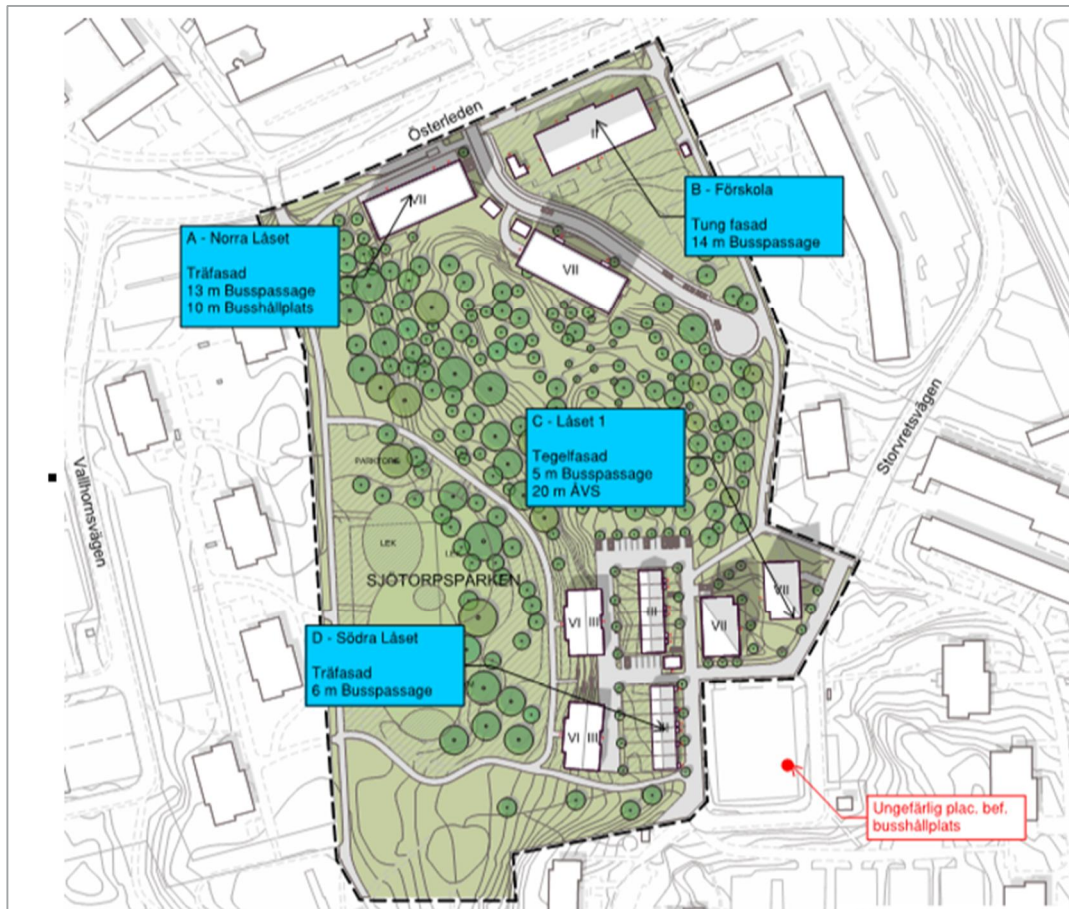 Österleden
II
B - Förskola
Tung fasad
14 m Busspassage
VII
A - Norra Låset
Träfasad
13 m Busspassage
10 m Busshållplats
VII
Storvretsvägen
C - Låset 1
Tegelfasad
5 m Busspassage
20 m ÅVS
Vallhornsvägen
PARKTORG
LEK
SJÖTORPSPARKEN
VII
VII
VI III
III
D - Södra Låset
Träfasad
6 m Busspassage
VI III
Ungefärlig plac. bef.
busshållplats